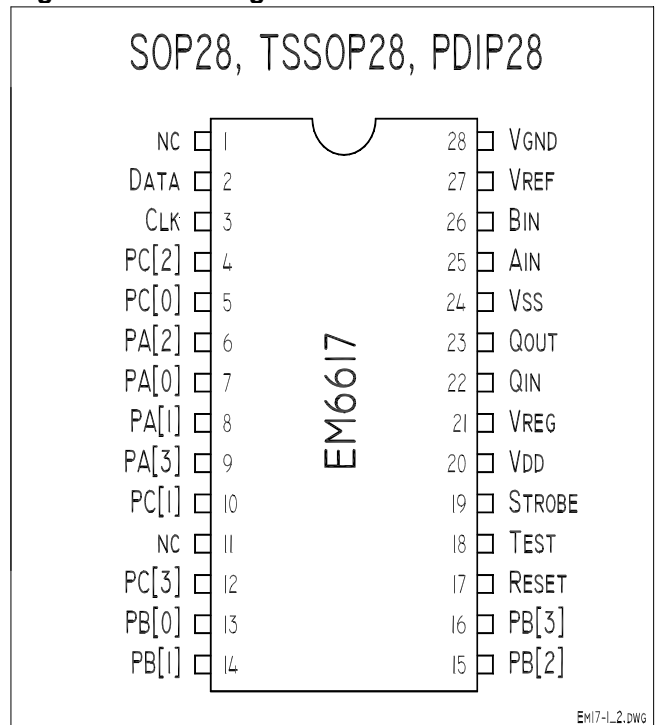 SOP28, TSSOP28, PDIP28
NC 1 28 VGND
DATA 2 27 VREF
CLK 3 26 BIN
PC[2] 4 25 AIN
PC[0] 5 24 VSS
PA[2] 6 23 QOUT
PA[0] 7 22 QIN
PA[1] 8 21 VREG
PA[3] 9 20 VDD
PC[1] 10 19 STROBE
NC 11 18 TEST
PC[3] 12 17 RESET
PB[0] 13 16 PB[3]
PB[1] 14 15 PB[2]
EM6617
EM17-1_2.DWG